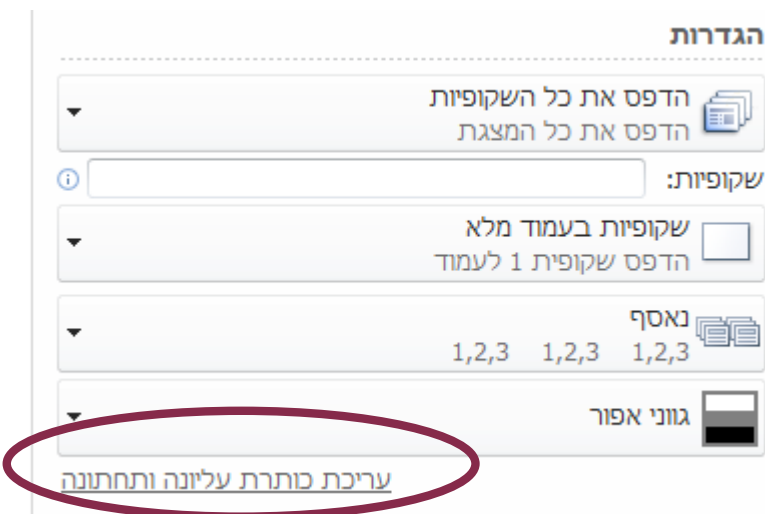 הגדרות
הדפס את כל השקופיות
הדפס את כל המצגת
שקופיות:
שקופיות בעמוד מלא
הדפס שקופית 1 לעמוד
נאסף
1,2,3 1,2,3 1,2,3
גווני אפור
עריכת כותרת עליונה ותחתונה